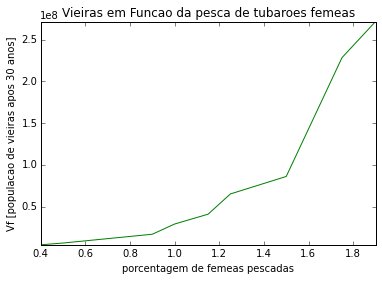 Vieiras em Funcao da pesca de tubaroes femeas
1e8
2.5
2.0
1.5
1.0
0.5
Vf [populacao de vieiras apos 30 anos]
0.4 0.6 0.8 1.0 1.2 1.4 1.6 1.8
porcentagem de femeas pescadas